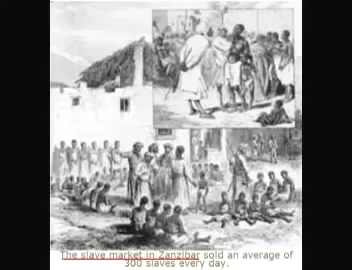 The slave market in Zanzibar sold an average of
300 slaves every day.